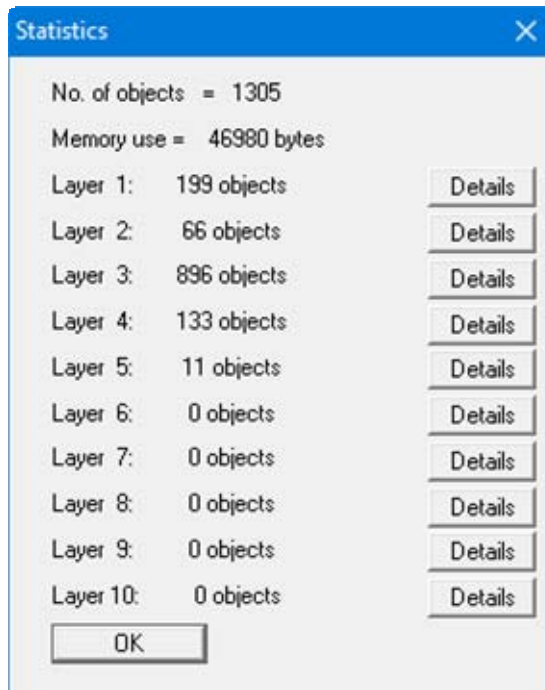 Statistics
No. of objects = 1305
Memory use = 46980 bytes
Layer 1: 199 objects Details
Layer 2: 66 objects Details
Layer 3: 896 objects Details
Layer 4: 133 objects Details
Layer 5: 11 objects Details
Layer 6: 0 objects Details
Layer 7: 0 objects Details
Layer 8: 0 objects Details
Layer 9: 0 objects Details
Layer 10: 0 objects Details
OK